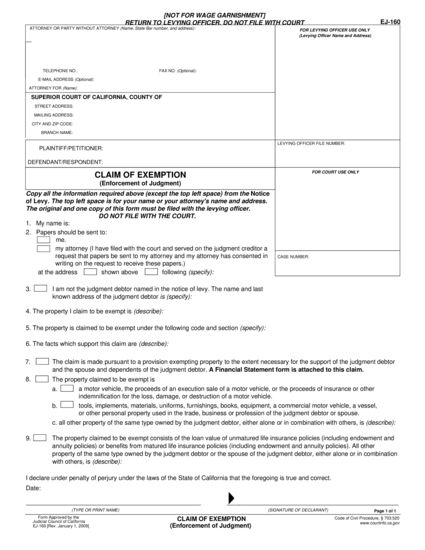 [NOT FOR WAGE GARNISHMENT]
RETURN TO LEVYING OFFICER. DO NOT FILE WITH COURT
EJ-160
ATTORNEY OR PARTY WITHOUT ATTORNEY (Name, State Bar number, and address):
FOR LEVYING OFFICER USE ONLY
(Levying Officer Name and Address)
TELEPHONE NO.:
FAX NO. (Optional):
E-MAIL ADDRESS (Optional):
ATTORNEY FOR (Name):
SUPERIOR COURT OF CALIFORNIA, COUNTY OF
STREET ADDRESS:
MAILING ADDRESS:
CITY AND ZIP CODE:
BRANCH NAME:
PLAINTIFF/PETITIONER:
LEVYING OFFICER FILE NUMBER:
DEFENDANT/RESPONDENT:
CLAIM OF EXEMPTION
(Enforcement of Judgment)
FOR COURT USE ONLY
Copy all the information required above (except the top left space) from the Notice
of Levy. The top left space is for your name or your attorney's name and address.
The original and one copy of this form must be filed with the levying officer.
DO NOT FILE WITH THE COURT.
1. My name is:
2. Papers should be sent to:
me.
my attorney (I have filed with the court and served on the judgment creditor a
request that papers be sent to my attorney and my attorney has consented in
writing on the request to receive these papers.)
CASE NUMBER:
at the address shown above following (specify):
3. I am not the judgment debtor named in the notice of levy. The name and last
known address of the judgment debtor is (specify):
4. The property I claim to be exempt is (describe):
5. The property is claimed to be exempt under the following code and section (specify):
6. The facts which support this claim are (describe):
7. The claim is made pursuant to a provision exempting property to the extent necessary for the support of the judgment debtor
and the spouse and dependents of the judgment debtor. A Financial Statement form is attached to this claim.
8. The property claimed to be exempt is
a. a motor vehicle, the proceeds of an execution sale of a motor vehicle, or the proceeds of insurance or other
indemnification for the loss, damage, or destruction of a motor vehicle.
b. tools, implements, materials, uniforms, furnishings, books, equipment, a commercial motor vehicle, a vessel,
or other personal property used in the trade, business or profession of the judgment debtor or spouse.
c. all other property of the same type owned by the judgment debtor, either alone or in combination with others, is (describe):
9. The property claimed to be exempt consists of the loan value of unmatured life insurance policies (including endowment and
annuity policies) or benefits from matured life insurance policies (including endowment and annuity policies). All other
property of the same type owned by the judgment debtor or the spouse of the judgment debtor, either alone or in combination
with others, is (describe):
I declare under penalty of perjury under the laws of the State of California that the foregoing is true and correct.
Date:
(TYPE OR PRINT NAME)
(SIGNATURE OF DECLARANT)
Page 1 of 1
Form Approved by the
Judicial Council of California
EJ-160 [Rev. January 1, 2009]
CLAIM OF EXEMPTION
(Enforcement of Judgment)
Code of Civil Procedure, § 703.520
www.courtinfo.ca.gov